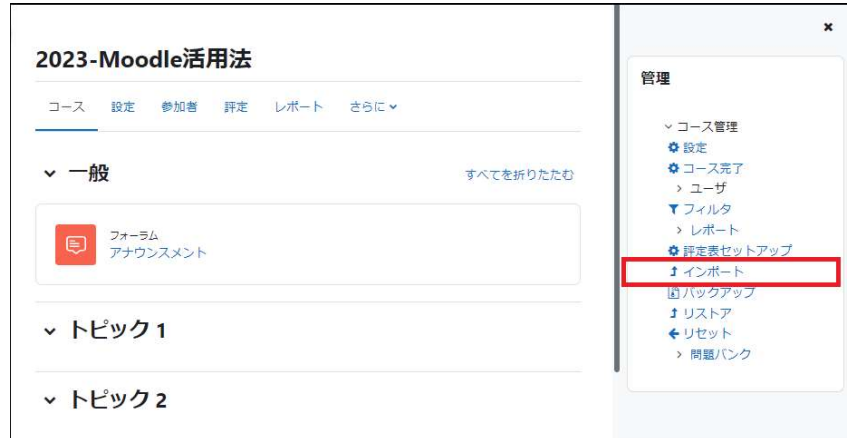 2023-Moodle活用法
コース 設定 参加者 評定 レポート さらに
一般 すべてを折りたたむ
フォーラム
アナウンスメント
トピック 1
トピック 2
管理
コース管理
設定
コース完了
ユーザ
フィルタ
レポート
評定表セットアップ
インポート
バックアップ
リストア
リセット
問題バンク